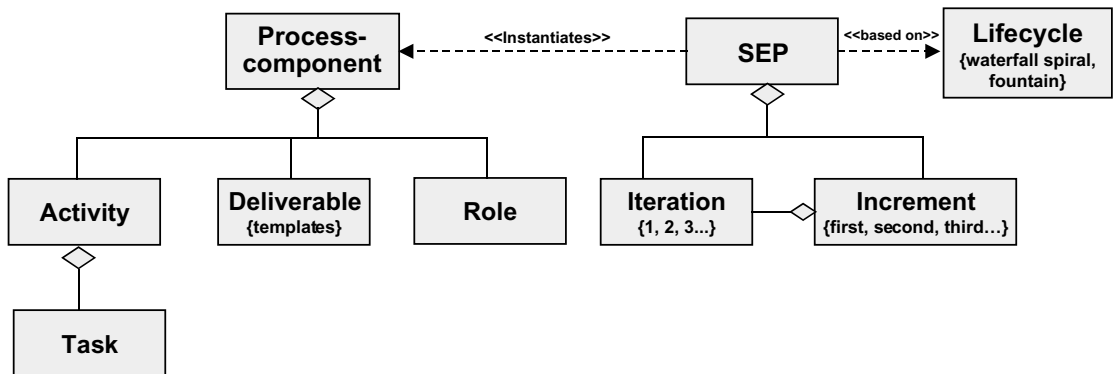 Process-
component
<<Instantiates>>
SEP
<<based on>>
Lifecycle
{waterfall spiral,
fountain}
Activity
Deliverable
{templates}
Role
Iteration
{1, 2, 3...}
Increment
{first, second, third…}
Task